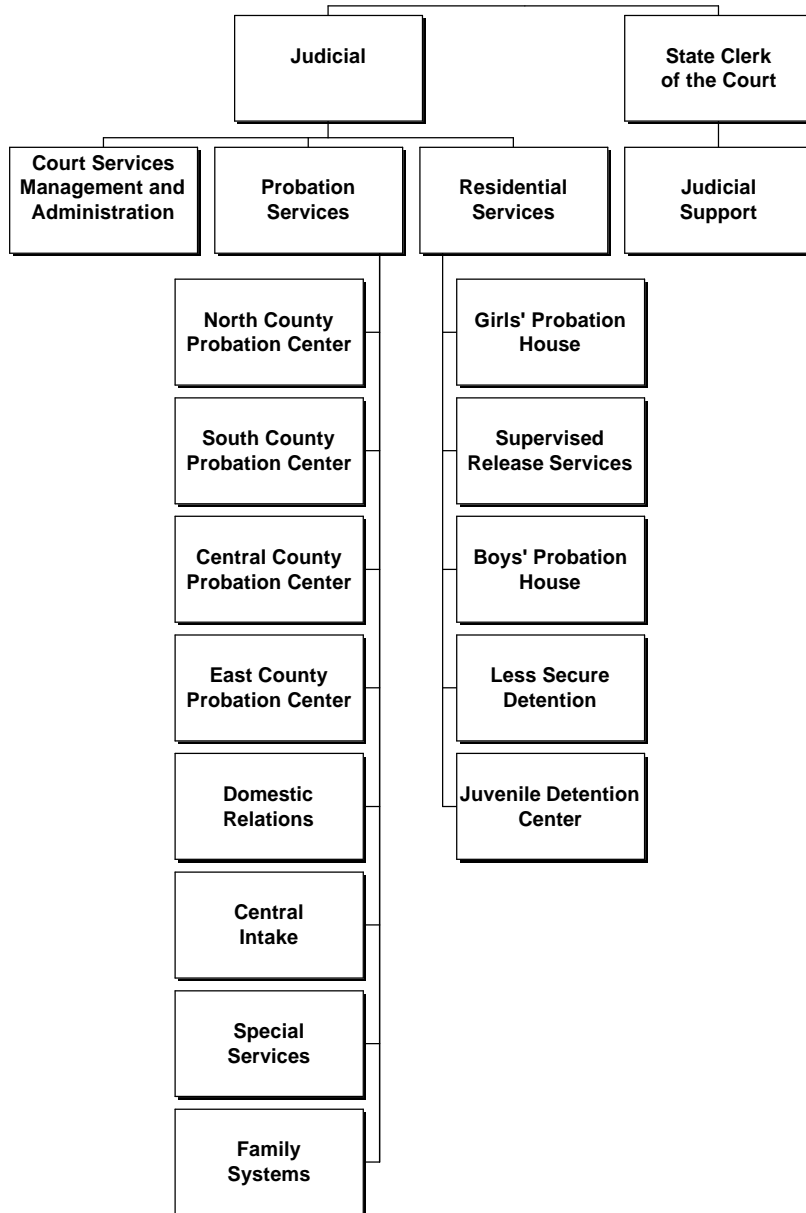 Judicial
State Clerk
of the Court
Court Services
Management and
Administration
Probation
Services
Residential
Services
Judicial
Support
North County
Probation Center
South County
Probation Center
Central County
Probation Center
East County
Probation Center
Domestic
Relations
Central
Intake
Special
Services
Family
Systems
Girls' Probation
House
Supervised
Release Services
Boys' Probation
House
Less Secure
Detention
Juvenile Detention
Center